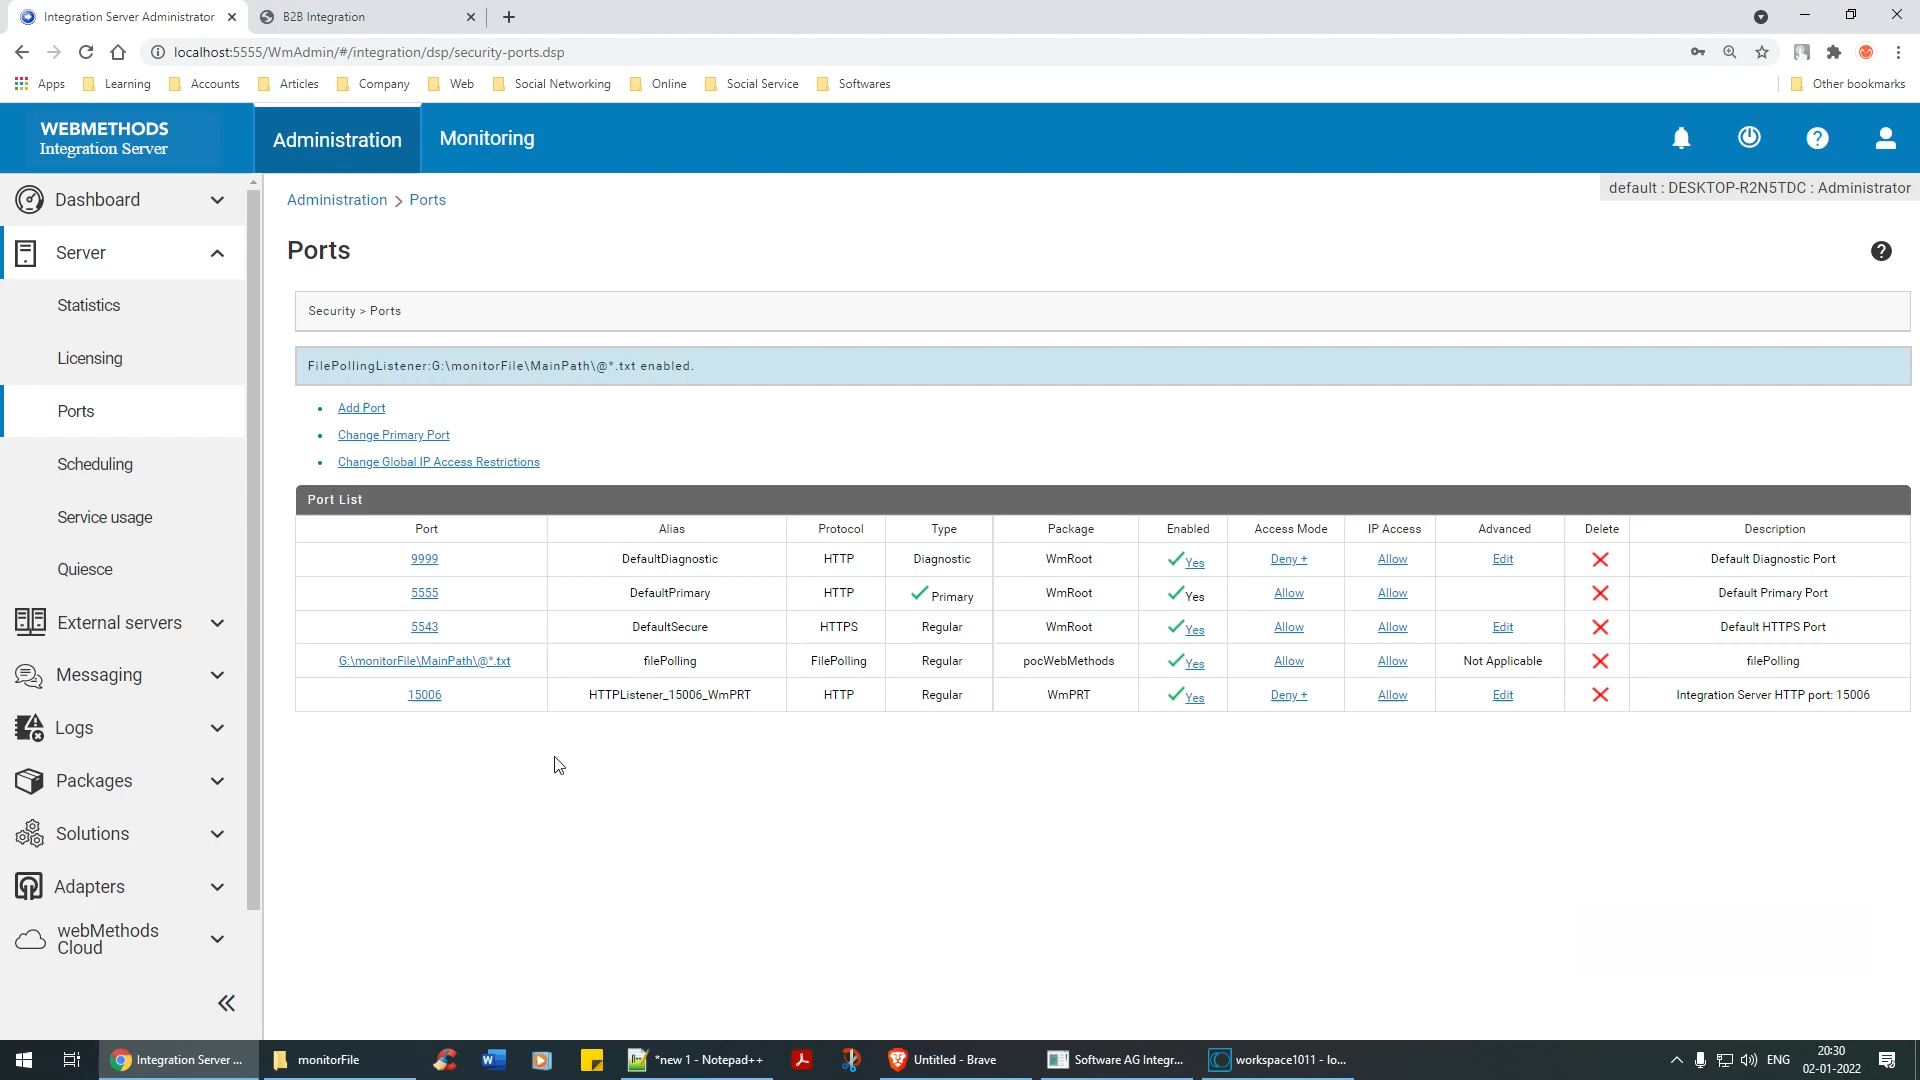 Integration Server Administrator
B2B Integration
localhost:5555/WmAdmin/#/integration/dsp/security-ports.dsp
Apps
Learning
Accounts
Articles
Company
Web
Social Networking
Online
Social Service
Softwares
Other bookmarks
WEBMETHODS
Integration Server
Administration
Monitoring
default : DESKTOP-R2N5TDC : Administrator
Dashboard
Server
Statistics
Licensing
Ports
Scheduling
Service usage
Quiesce
External servers
Messaging
Logs
Packages
Solutions
Adapters
webMethods
Cloud
Administration > Ports
Ports
Security > Ports
FilePollingListener:G:\monitorFile\MainPath\@*.txt enabled.
Add Port
Change Primary Port
Change Global IP Access Restrictions
Port List
Port Alias Protocol Type Package Enabled Access Mode IP Access Advanced Delete Description
9999 DefaultDiagnostic HTTP Diagnostic WmRoot Yes Deny + Allow Edit Default Diagnostic Port
5555 DefaultPrimary HTTP Primary WmRoot Yes Allow Allow Default Primary Port
5543 DefaultSecure HTTPS Regular WmRoot Yes Allow Allow Edit Default HTTPS Port
G:\monitorFile\MainPath\@*.txt filePolling FilePolling Regular pocWebMethods Yes Allow Allow Not Applicable filePolling
15006 HTTPListener_15006_WmPRT HTTP Regular WmPRT Yes Deny + Allow Edit Integration Server HTTP port: 15006
Integration Server ...
monitorFile
*new 1 - Notepad++
Untitled - Brave
Software AG Integr...
workspace1011 - Io...
ENG
20:30
02-01-2022